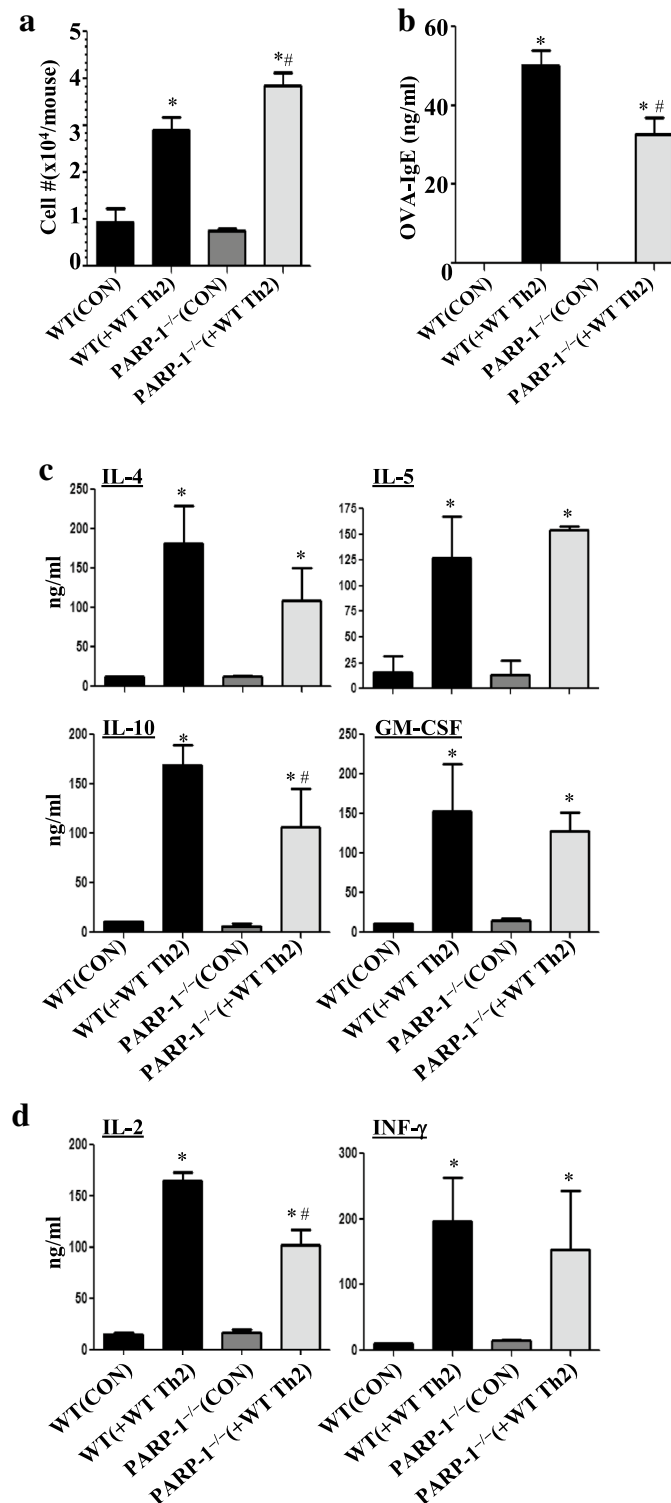 a
Cell #(x10⁴/mouse)
5
4
3
2
1
0
*
*#
WT(CON)
WT(+WT Th2)
PARP-1⁻/⁻(CON)
PARP-1⁻/⁻(+WT Th2)
b
OVA-IgE (ng/ml)
60
40
20
0
*
* #
WT(CON)
WT(+WT Th2)
PARP-1⁻/⁻(CON)
PARP-1⁻/⁻(+WT Th2)
c
IL-4
ng/ml
250
200
150
100
50
0
*
*
IL-5
175
150
125
100
75
50
25
0
*
*
IL-10
ng/ml
200
150
100
50
0
*
* #
WT(CON)
WT(+WT Th2)
PARP-1⁻/⁻(CON)
PARP-1⁻/⁻(+WT Th2)
GM-CSF
250
200
150
100
50
0
*
*
WT(CON)
WT(+WT Th2)
PARP-1⁻/⁻(CON)
PARP-1⁻/⁻(+WT Th2)
d
IL-2
ng/ml
200
150
100
50
0
*
* #
WT(CON)
WT(+WT Th2)
PARP-1⁻/⁻(CON)
PARP-1⁻/⁻(+WT Th2)
INF-γ
300
200
100
0
*
*
WT(CON)
WT(+WT Th2)
PARP-1⁻/⁻(CON)
PARP-1⁻/⁻(+WT Th2)